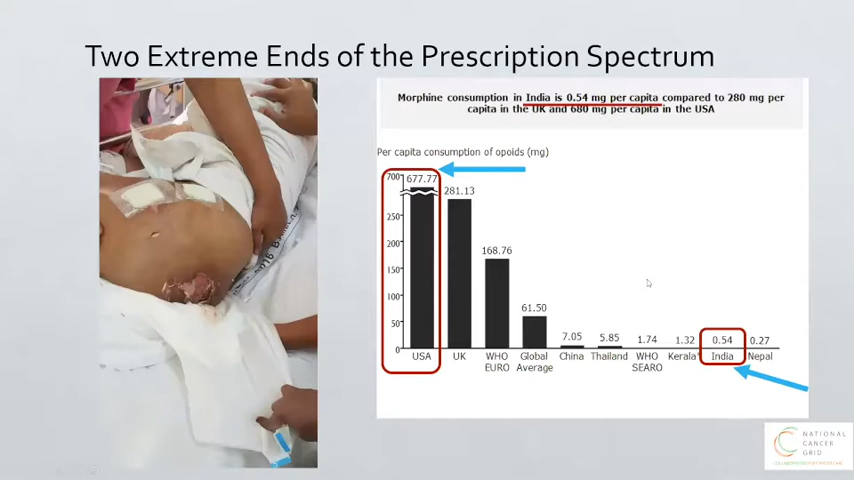 Two Extreme Ends of the Prescription Spectrum
Morphine consumption in India is 0.54 mg per capita compared to 280 mg per
capita in the UK and 680 mg per capita in the USA
Per capita consumption of opoids (mg)
700
677.77
281.13
250
200
168.76
150
100
61.50
50
7.05
5.85
1.74
1.32
0.54
0.27
0
USA
UK
WHO
EURO
Global
Average
China
Thailand
WHO
SEARO
Kerala
India
Nepal
NATIONAL
CANCER
GRID